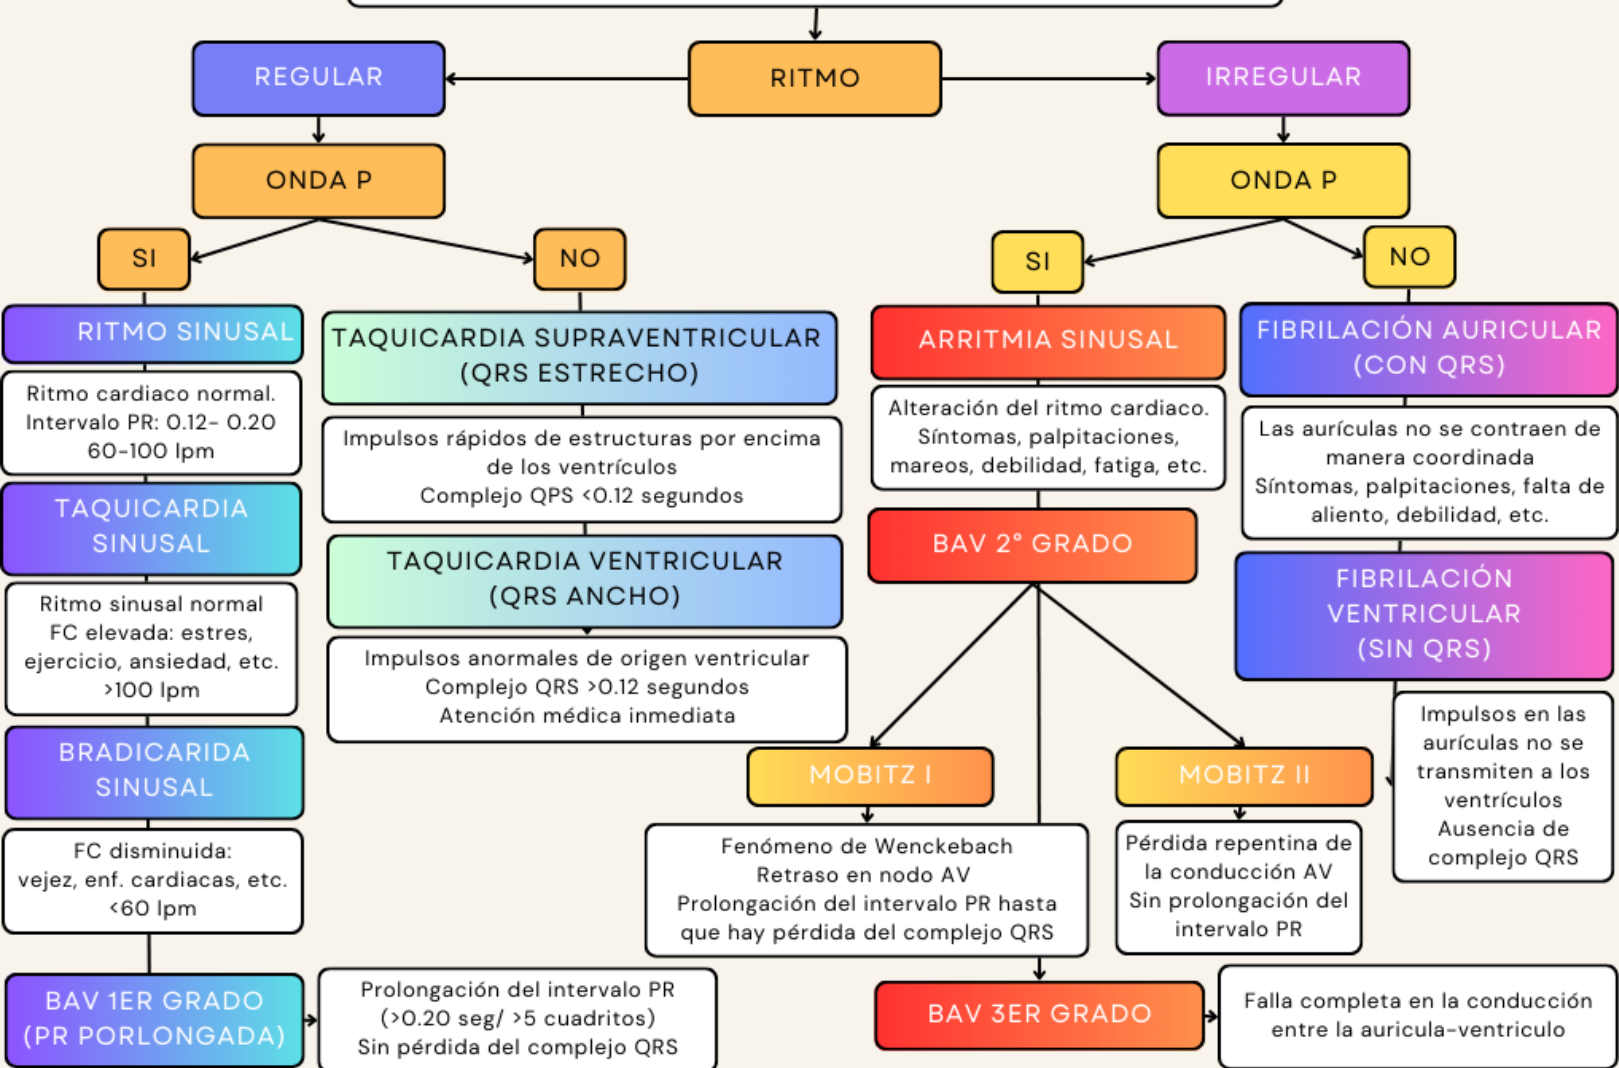 RITMO
REGULAR
ONDA P
SI
RITMO SINUSAL
Ritmo cardiaco normal.
Intervalo PR: 0.12- 0.20
60-100 lpm
TAQUICARDIA
SINUSAL
Ritmo sinusal normal
FC elevada: estres,
ejercicio, ansiedad, etc.
>100 lpm
BRADICARIDA
SINUSAL
FC disminuida:
vejez, enf. cardiacas, etc.
<60 lpm
BAV 1ER GRADO
(PR PORLONGADA)
Prolongación del intervalo PR
(>0.20 seg/ >5 cuadritos)
Sin pérdida del complejo QRS
NO
TAQUICARDIA SUPRAVENTRICULAR
(QRS ESTRECHO)
Impulsos rápidos de estructuras por encima
de los ventrículos
Complejo QPS <0.12 segundos
TAQUICARDIA VENTRICULAR
(QRS ANCHO)
Impulsos anormales de origen ventricular
Complejo QRS >0.12 segundos
Atención médica inmediata
IRREGULAR
ONDA P
SI
ARRITMIA SINUSAL
Alteración del ritmo cardiaco.
Síntomas, palpitaciones,
mareos, debilidad, fatiga, etc.
BAV 2° GRADO
MOBITZ I
Fenómeno de Wenckebach
Retraso en nodo AV
Prolongación del intervalo PR hasta
que hay pérdida del complejo QRS
MOBITZ II
Pérdida repentina de
la conducción AV
Sin prolongación del
intervalo PR
BAV 3ER GRADO
Falla completa en la conducción
entre la auricula-ventriculo
NO
FIBRILACIÓN AURICULAR
(CON QRS)
Las aurículas no se contraen de
manera coordinada
Síntomas, palpitaciones, falta de
aliento, debilidad, etc.
FIBRILACIÓN
VENTRICULAR
(SIN QRS)
Impulsos en las
aurículas no se
transmiten a los
ventrículos
Ausencia de
complejo QRS